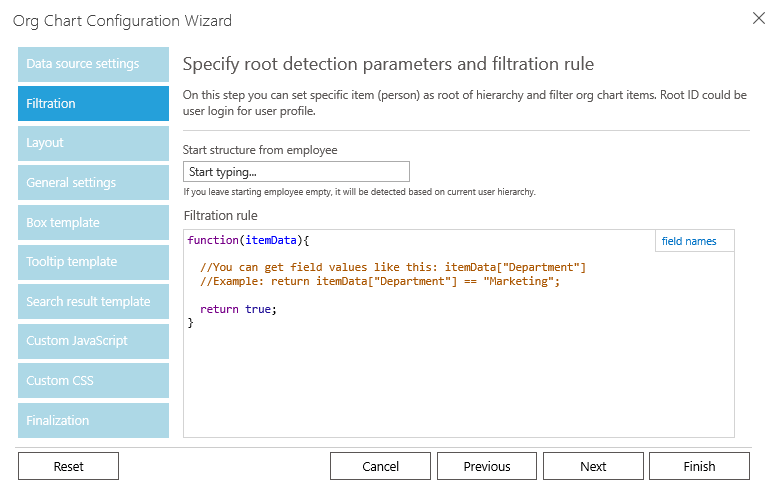 Org Chart Configuration Wizard
Data source settings
Filtration
Layout
General settings
Box template
Tooltip template
Search result template
Custom JavaScript
Custom CSS
Finalization
Specify root detection parameters and filtration rule
On this step you can set specific item (person) as root of hierarchy and filter org chart items. Root ID could be
user login for user profile.
Start structure from employee
Start typing...
If you leave starting employee empty, it will be detected based on current user hierarchy.
Filtration rule
field names
function(itemData){
//You can get field values like this: itemData["Department"]
//Example: return itemData["Department"] == "Marketing";
return true;
}
Reset
Cancel
Previous
Next
Finish